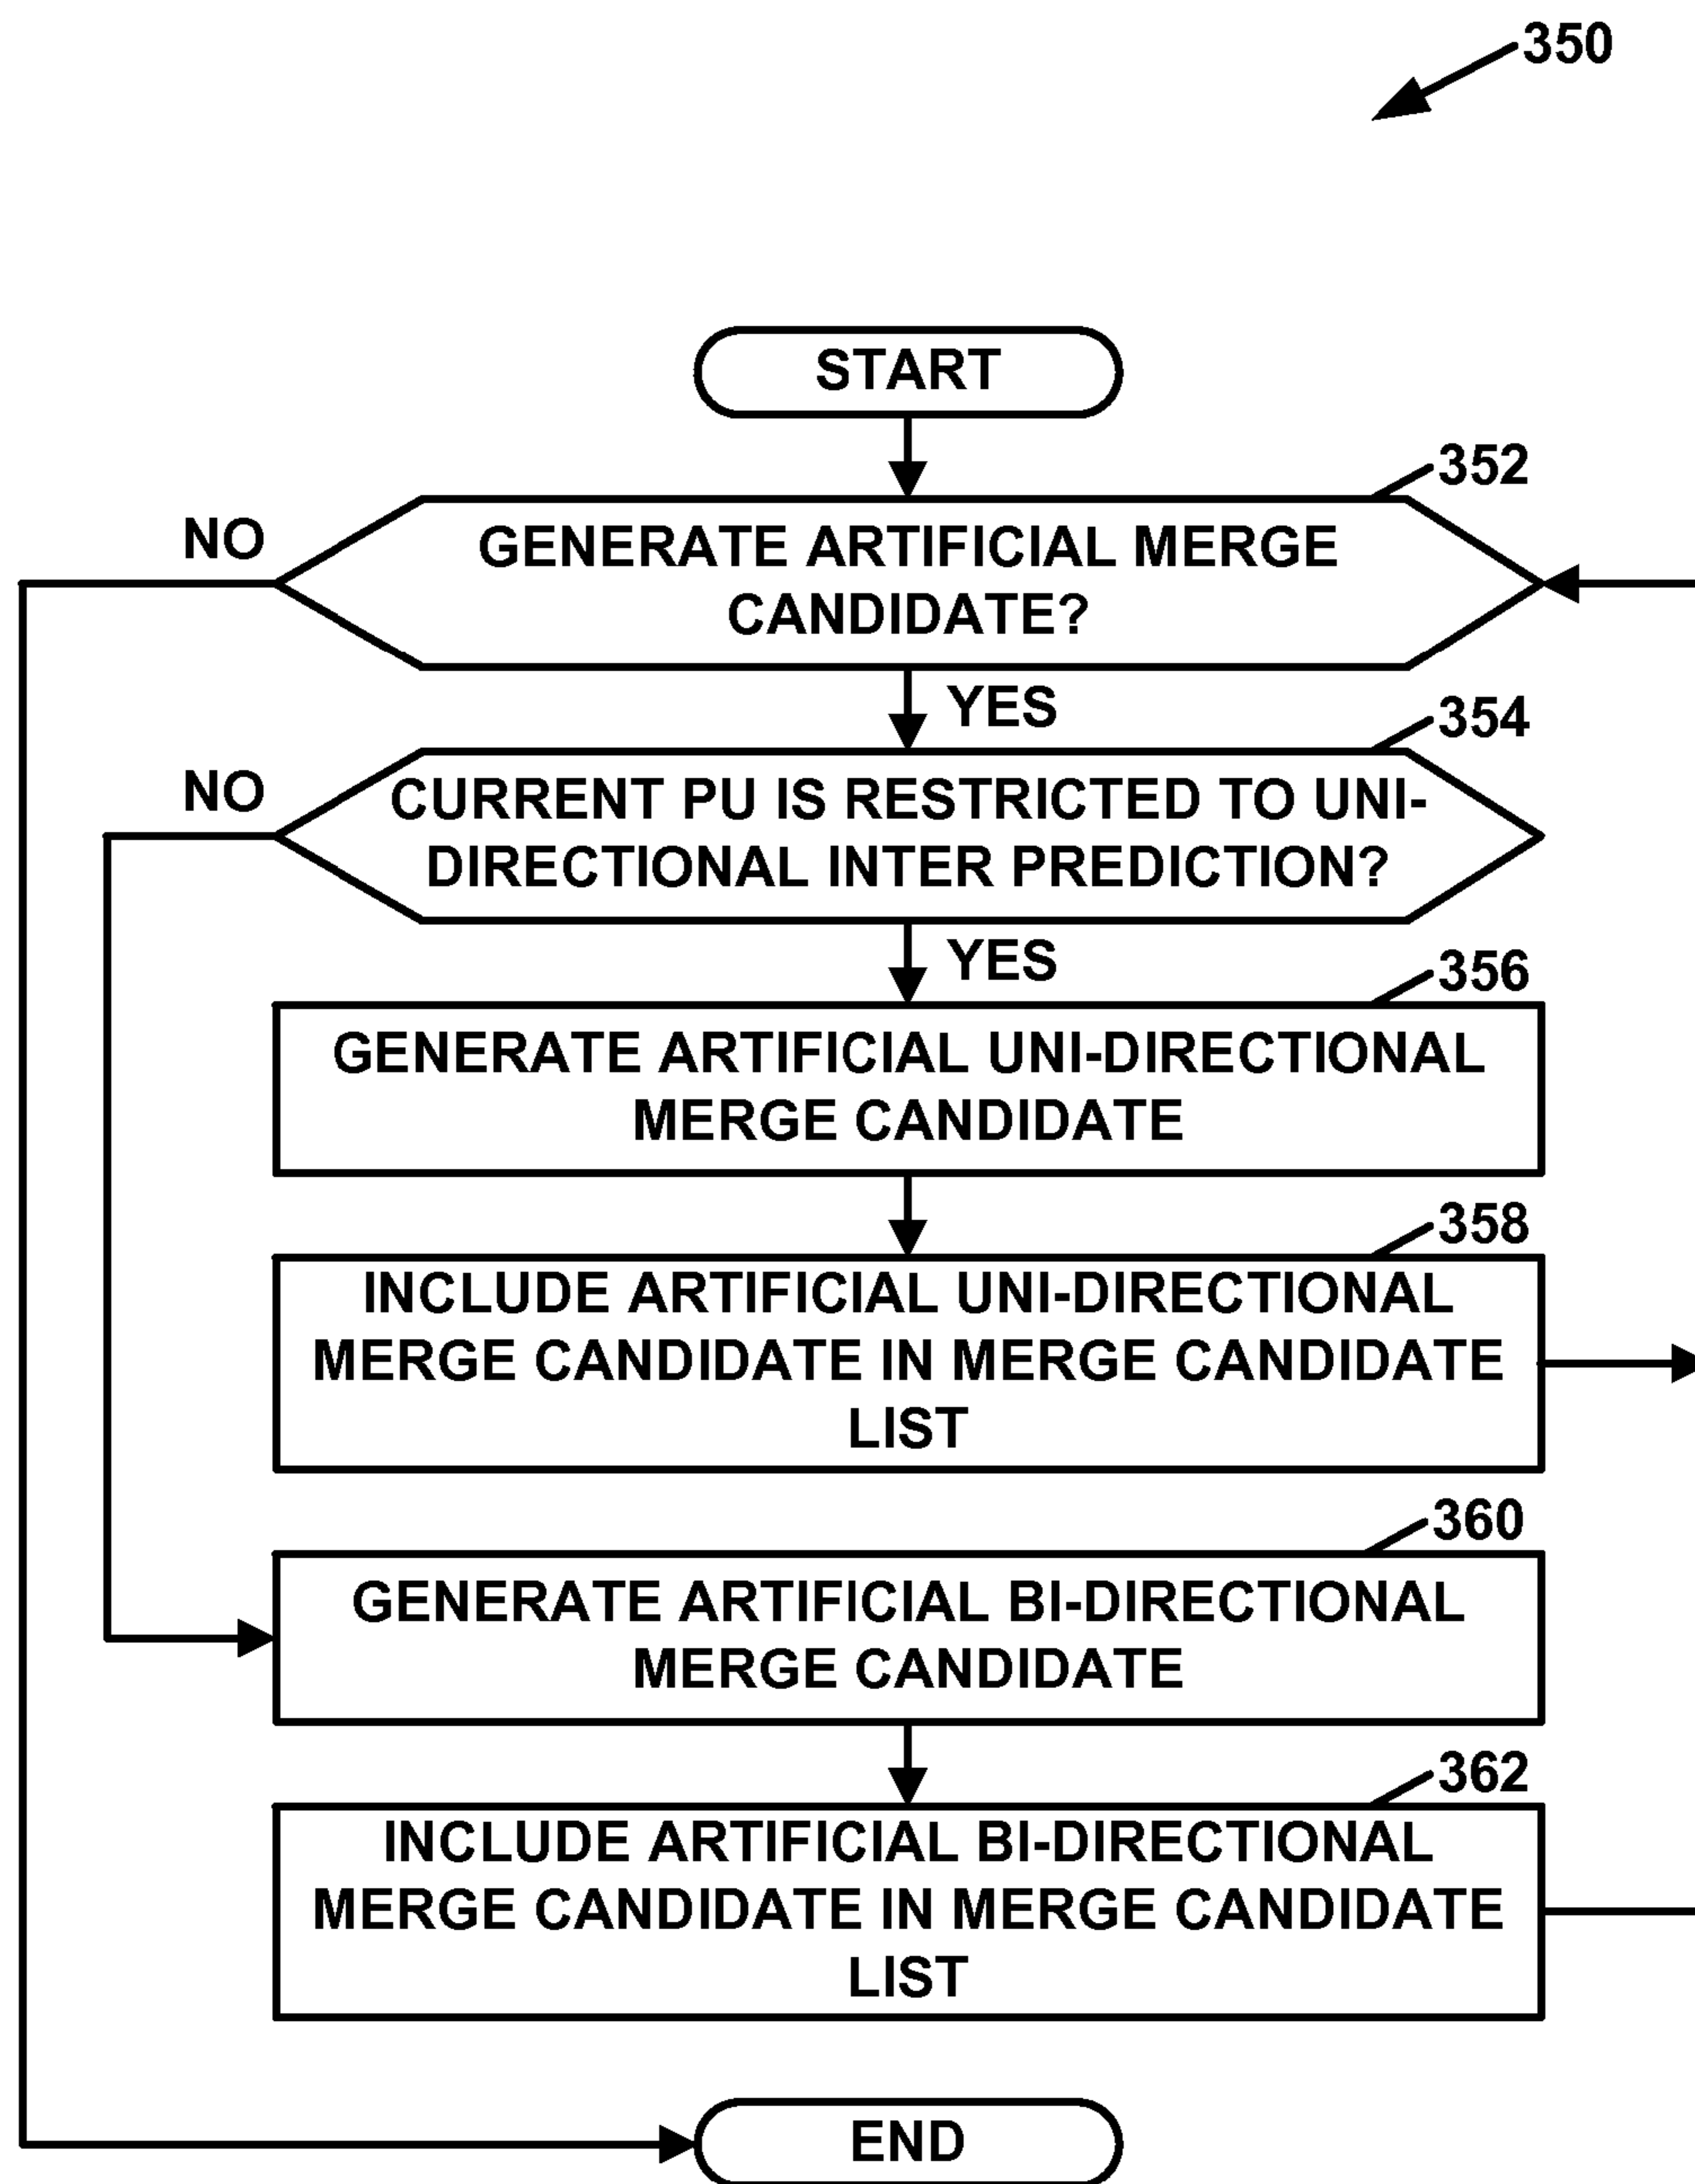 350
START
352
NO
GENERATE ARTIFICIAL MERGE
CANDIDATE?
YES
354
NO
CURRENT PU IS RESTRICTED TO UNI-
DIRECTIONAL INTER PREDICTION?
YES
356
GENERATE ARTIFICIAL UNI-DIRECTIONAL
MERGE CANDIDATE
358
INCLUDE ARTIFICIAL UNI-DIRECTIONAL
MERGE CANDIDATE IN MERGE CANDIDATE
LIST
360
GENERATE ARTIFICIAL BI-DIRECTIONAL
MERGE CANDIDATE
362
INCLUDE ARTIFICIAL BI-DIRECTIONAL
MERGE CANDIDATE IN MERGE CANDIDATE
LIST
END